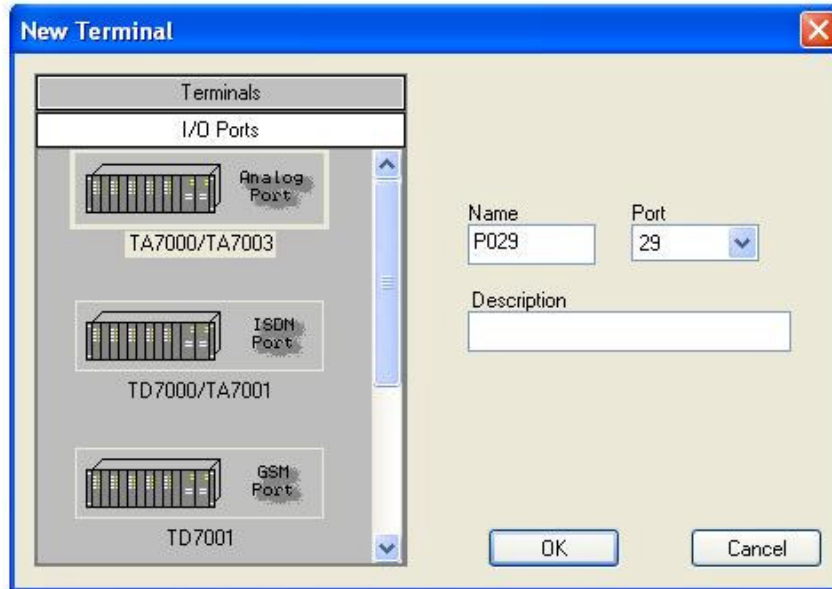 New Terminal
Terminals
I/O Ports
Analog
Port
TA7000/TA7003
ISDN
Port
TD7000/TA7001
GSM
Port
TD7001
Name
Port
P029
29
Description
OK
Cancel